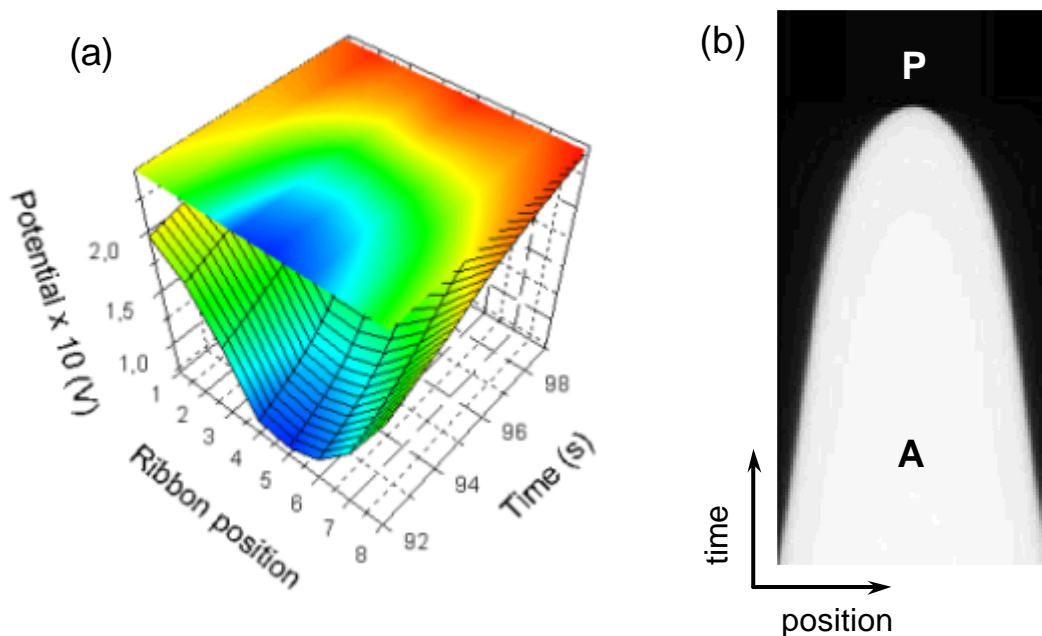 (a)
Potential x 10 (V)
2,0
1,5
1,0
1
2
3
4
5
6
7
8
Ribbon position
92
94
96
98
Time (s)
(b)
P
A
time
position